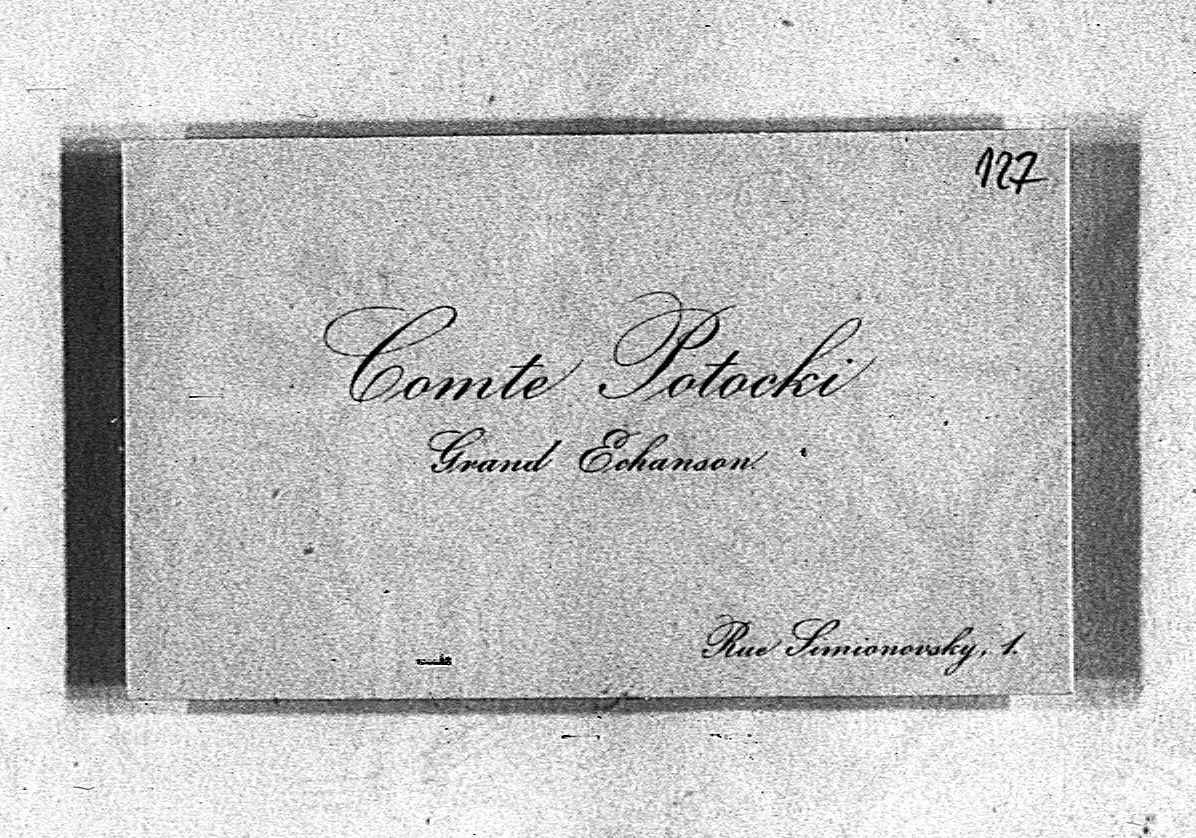 127
Comte Potocki
Grand Echanson
Rue Simionovsky, 1.